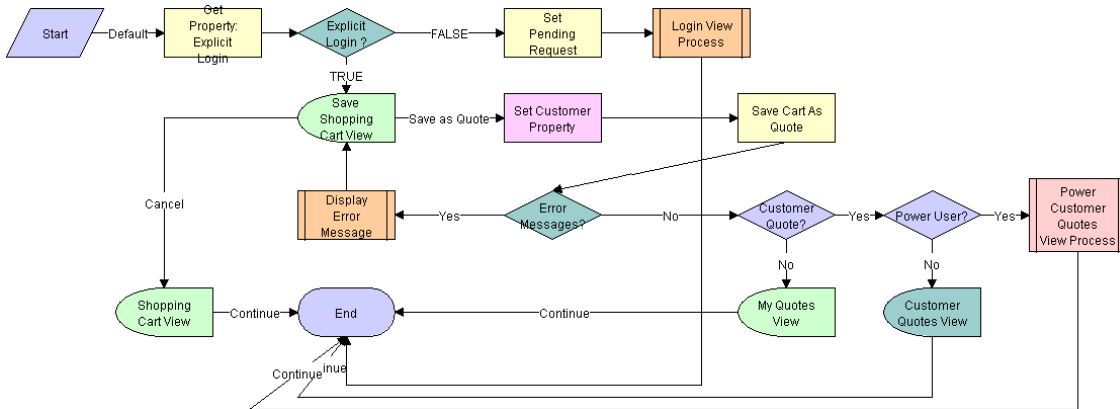 Start
Default
Get
Property:
Explicit
Login
Explicit
Login ?
FALSE
Set
Pending
Request
Login View
Process
TRUE
Save
Shopping
Cart View
Save as Quote
Set Customer
Property
Save Cart As
Quote
Cancel
Display
Error
Message
Yes
Error
Messages?
No
Customer
Quote?
Yes
Power User?
Yes
Power
Customer
Quotes
View Process
No
No
Shopping
Cart View
Continue
End
Continue
My Quotes
View
Customer
Quotes View
Continue
inue